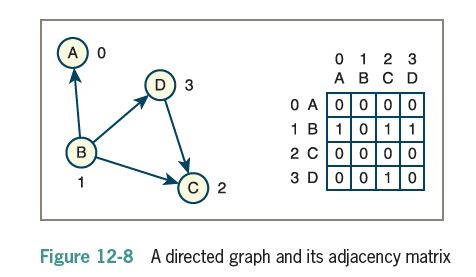 A 0
D 3
B
1
C 2
0 1 2 3
A B C D
0 A 0 0 0 0
1 B 1 0 1 1
2 C 0 0 0 0
3 D 0 0 1 0
Figure 12-8 A directed graph and its adjacency matrix